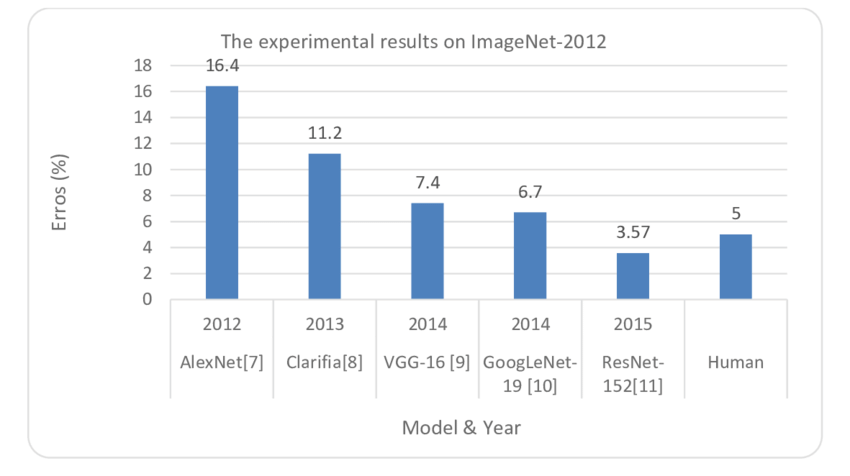 The experimental results on ImageNet-2012
Erros (%)
18
16
14
12
10
8
6
4
2
0
16.4
11.2
7.4
6.7
3.57
5
2012
2013
2014
2014
2015
AlexNet[7]
Clarifia[8]
VGG-16 [9]
GoogLeNet-
19 [10]
ResNet-
152[11]
Human
Model & Year